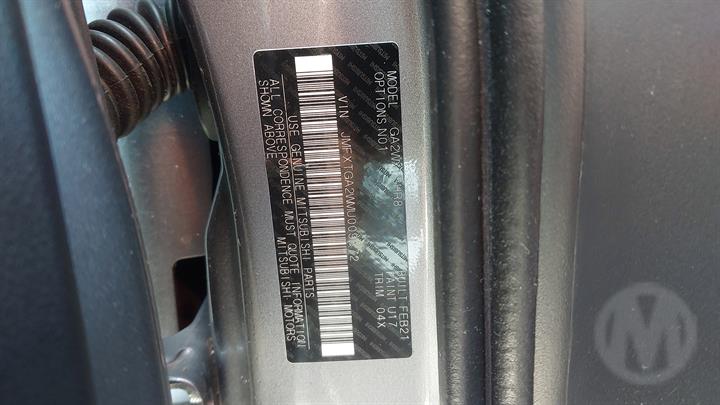 MODEL BUILT FEB21
OPTIONS N01 PAINT U17
TRIM 04X
VIN
USE GENUINE MITSUBISHI PARTS
ALL CORRESPONDENCE MUST QUOTE INFORMATION
SHOWN ABOVE MITSUBISHI MOTORS
M